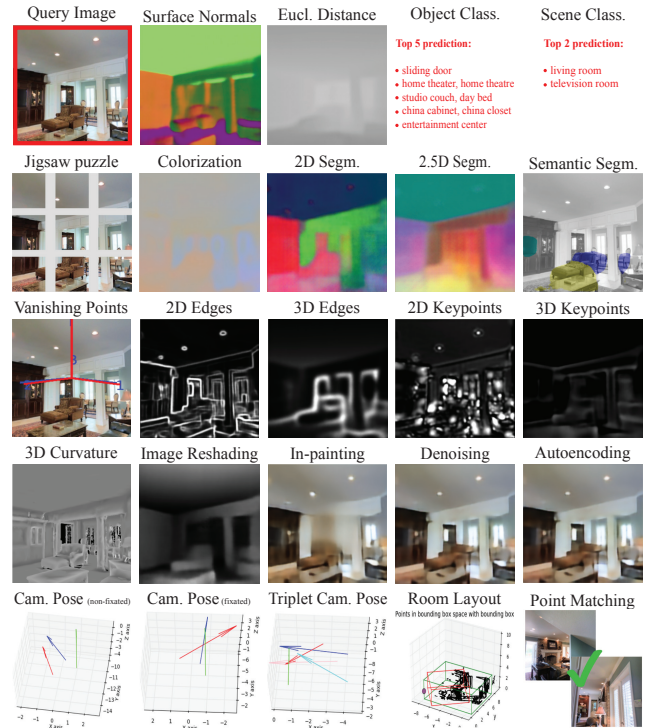 Query Image
Surface Normals
Eucl. Distance
Object Class.
Scene Class.
Top 5 prediction:
sliding door
home theater, home theatre
studio couch, day bed
china cabinet, china closet
entertainment center
Top 2 prediction:
living room
television room
Jigsaw puzzle
Colorization
2D Segm.
2.5D Segm.
Semantic Segm.
Vanishing Points
2D Edges
3D Edges
2D Keypoints
3D Keypoints
3D Curvature
Image Reshading
In-painting
Denoising
Autoencoding
Cam. Pose (non-fixated)
Cam. Pose (fixated)
Triplet Cam. Pose
Room Layout
Point Matching
Points in bounding box space with bounding box